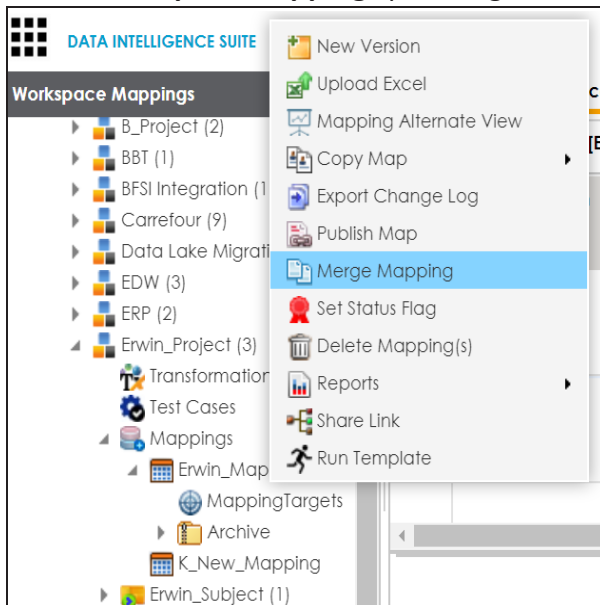 DATA INTELLIGENCE SUITE
Workspace Mappings
B_Project (2)
BBT (1)
BFSI Integration (1
Carrefour (9)
Data Lake Migrati
EDW (3)
ERP (2)
Erwin_Project (3)
Transformation
Test Cases
Mappings
Erwin_Map
MappingTargets
Archive
K_New_Mapping
Erwin_Subject (1)
New Version
Upload Excel
Mapping Alternate View
Copy Map
Export Change Log
Publish Map
Merge Mapping
Set Status Flag
Delete Mapping(s)
Reports
Share Link
Run Template
c
[E